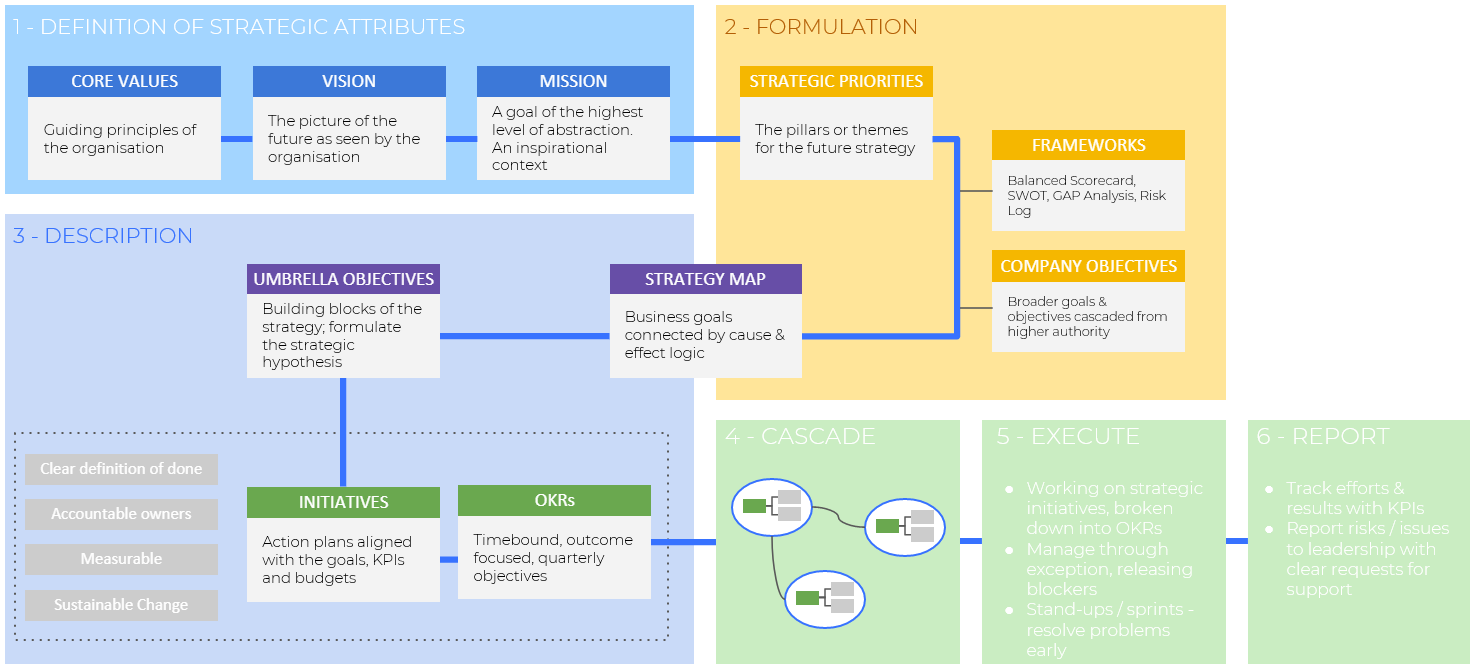 1 - DEFINITION OF STRATEGIC ATTRIBUTES
CORE VALUES
Guiding principles of
the organisation
VISION
The picture of the
future as seen by the
organisation
MISSION
A goal of the highest
level of abstraction.
An inspirational
context
2 - FORMULATION
STRATEGIC PRIORITIES
The pillars or themes
for the future strategy
FRAMEWORKS
Balanced Scorecard,
SWOT, GAP Analysis, Risk
Log
COMPANY OBJECTIVES
Broader goals &
objectives cascaded from
higher authority
3 - DESCRIPTION
UMBRELLA OBJECTIVES
Building blocks of the
strategy; formulate
the strategic
hypothesis
STRATEGY MAP
Business goals
connected by cause &
effect logic
Clear definition of done
Accountable owners
Measurable
Sustainable Change
INITIATIVES
Action plans aligned
with the goals, KPIs
and budgets
OKRs
Timebound, outcome
focused, quarterly
objectives
4 - CASCADE
5 - EXECUTE
● Working on strategic
initiatives, broken
down into OKRs
● Manage through
exception, releasing
blockers
● Stand-ups / sprints -
resolve problems
early
6 - REPORT
● Track efforts &
results with KPIs
● Report risks / issues
to leadership with
clear requests for
support